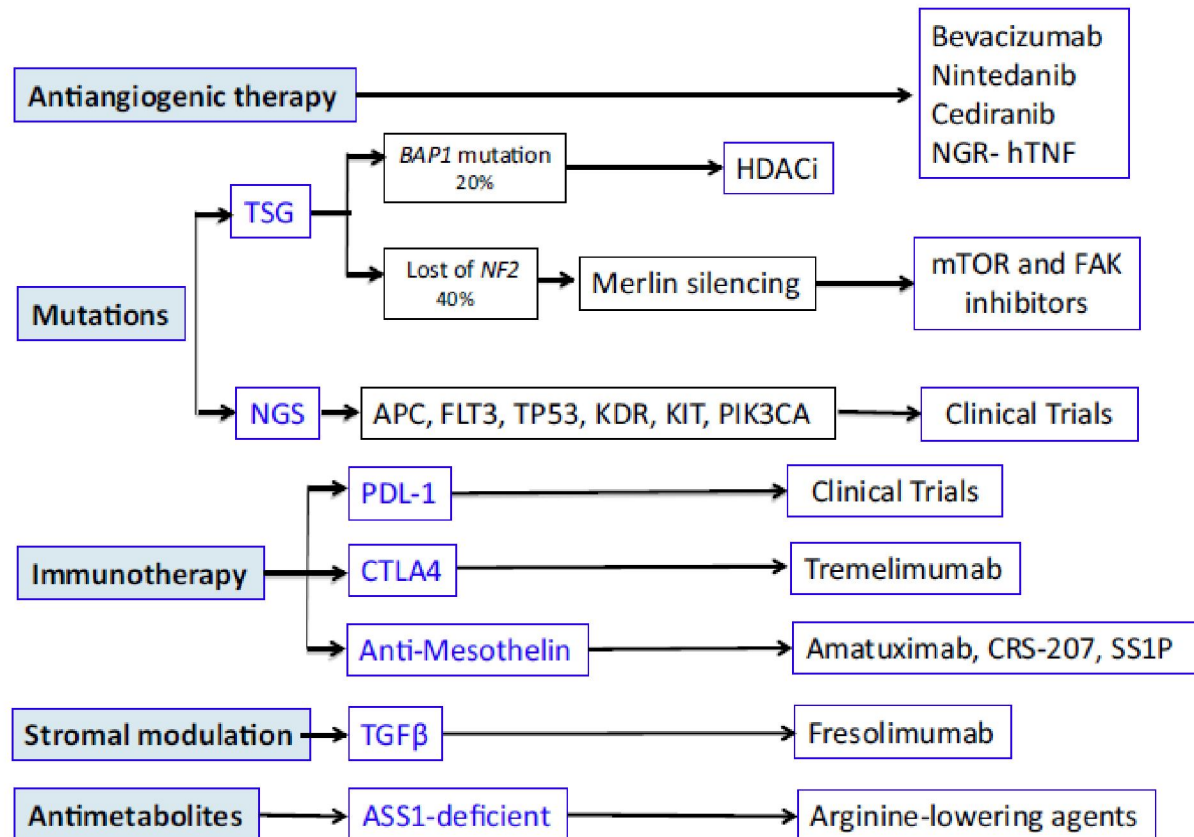 Antiangiogenic therapy
Bevacizumab
Nintedanib
Cediranib
NGR- hTNF
Mutations
TSG
BAP1 mutation
20%
HDACi
Lost of NF2
40%
Merlin silencing
mTOR and FAK
inhibitors
NGS
APC, FLT3, TP53, KDR, KIT, PIK3CA
Clinical Trials
Immunotherapy
PDL-1
Clinical Trials
CTLA4
Tremelimumab
Anti-Mesothelin
Amatuximab, CRS-207, SS1P
Stromal modulation
TGFβ
Fresolimumab
Antimetabolites
ASS1-deficient
Arginine-lowering agents